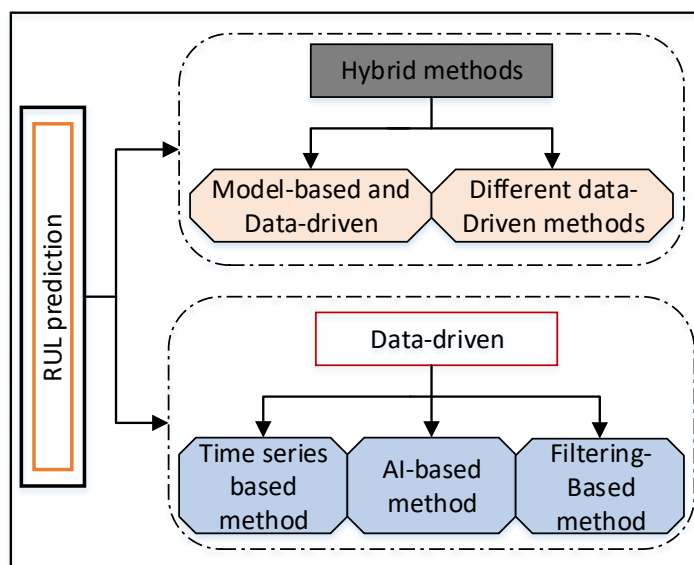 RUL prediction
Hybrid methods
Model-based and
Data-driven
Different data-
Driven methods
Data-driven
Time series
based
method
AI-based
method
Filtering-
Based
method